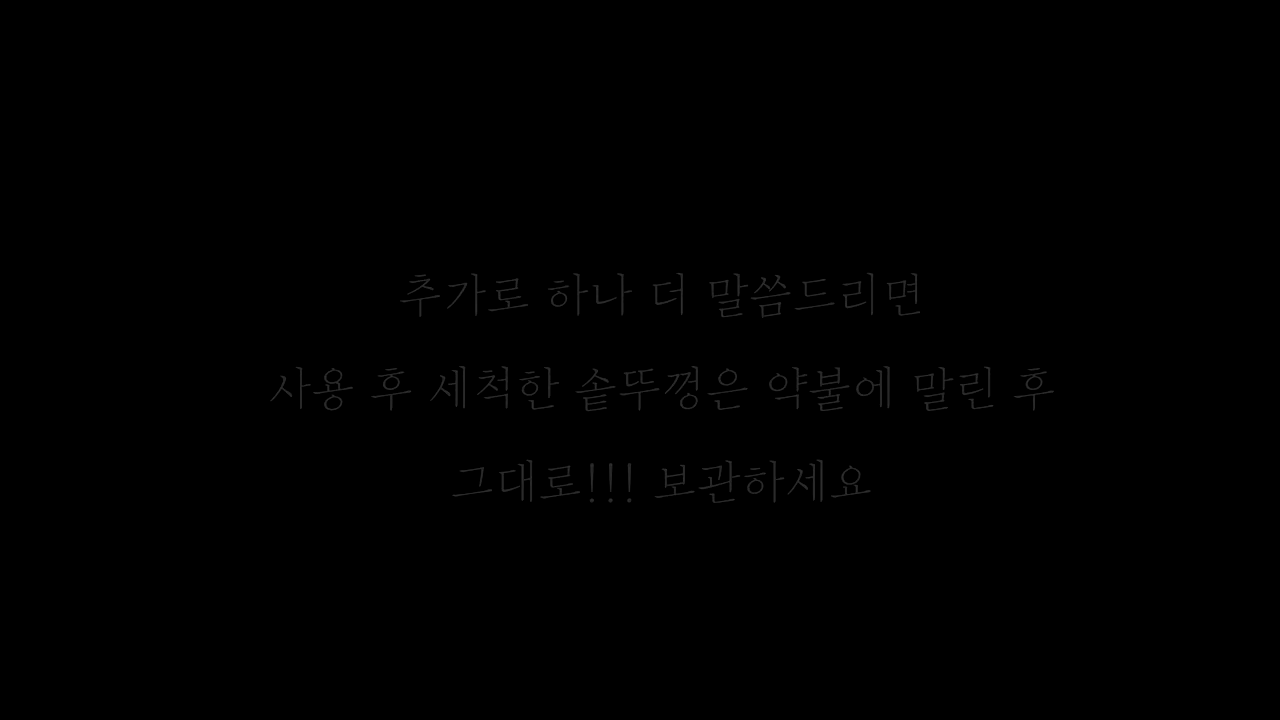 추가로 하나 더 말씀드리면
사용 후 세척한 솥뚜껑은 약불에 말린 후
그대로!!! 보관하세요